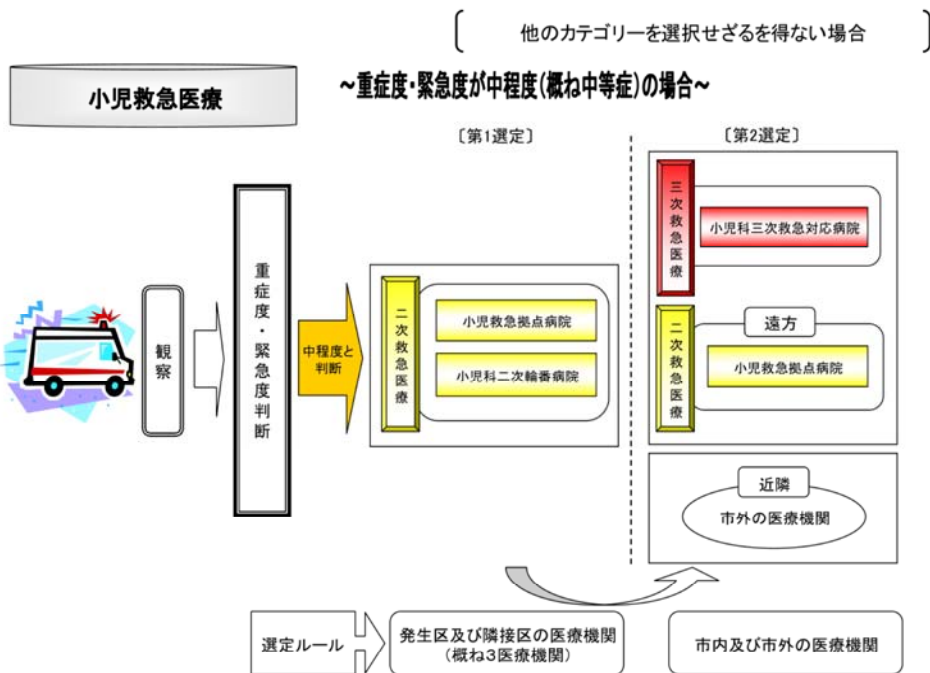 他のカテゴリーを選択せざるを得ない場合
小児救急医療
～重症度・緊急度が中程度(概ね中等症)の場合～
〔第1選定〕
〔第2選定〕
観察
重症度・緊急度判断
中程度と
判断
二次救急医療
小児救急拠点病院
小児科二次輪番病院
三次救急医療
小児科三次救急対応病院
二次救急医療
遠方
小児救急拠点病院
近隣
市外の医療機関
選定ルール
発生区及び隣接区の医療機関
(概ね3医療機関)
市内及び市外の医療機関